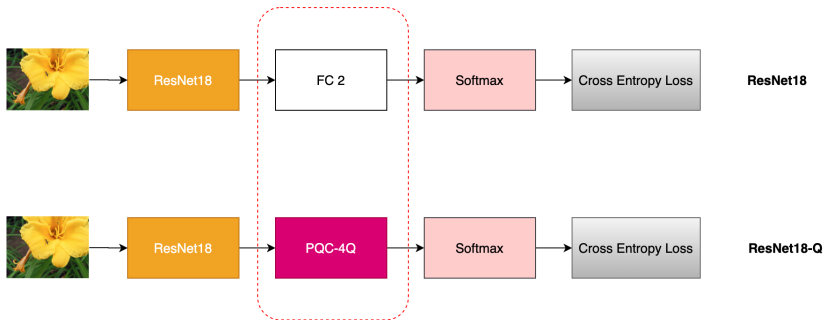 ResNet18
FC 2
Softmax
Cross Entropy Loss
ResNet18
ResNet18
PQC-4Q
Softmax
Cross Entropy Loss
ResNet18-Q